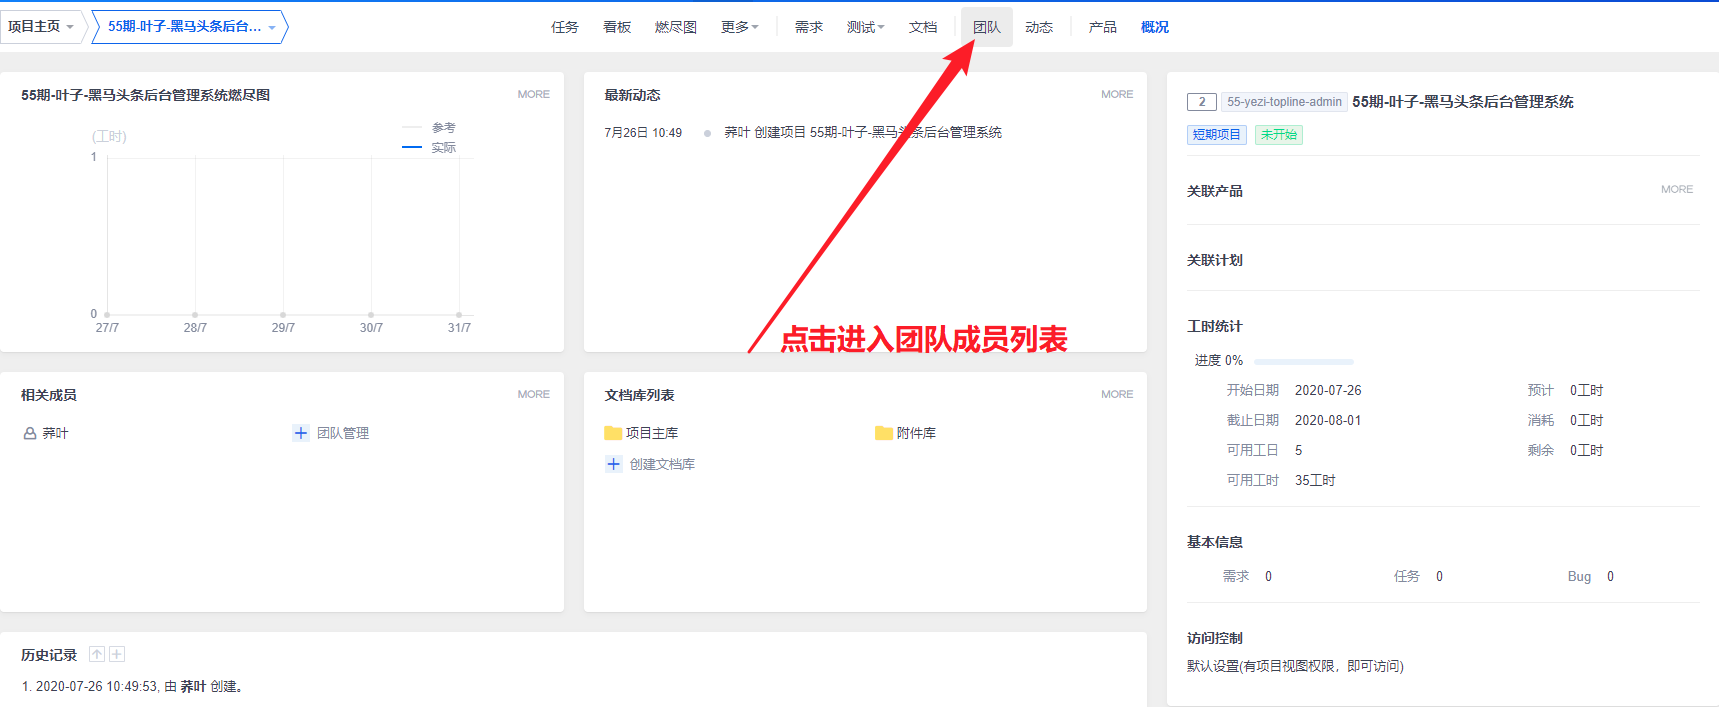 项目主页
55期-叶子-黑马头条后台...
任务 看板 燃尽图 更多 需求 测试 文档 团队 动态 产品 概况
55期-叶子-黑马头条后台管理系统燃尽图
MORE
(工时)
参考
实际
1
0
27/7 28/7 29/7 30/7 31/7
最新动态
MORE
7月26日 10:49 荞叶 创建项目 55期-叶子-黑马头条后台管理系统
点击进入团队成员列表
相关成员
MORE
荞叶
团队管理
文档库列表
MORE
项目主库
附件库
创建文档库
历史记录
1. 2020-07-26 10:49:53, 由 荞叶 创建。
2 55-yezi-topline-admin 55期-叶子-黑马头条后台管理系统
短期项目 未开始
关联产品
MORE
关联计划
工时统计
进度 0%
开始日期 2020-07-26 预计 0工时
截止日期 2020-08-01 消耗 0工时
可用工日 5 剩余 0工时
可用工时 35工时
基本信息
需求 0 任务 0 Bug 0
访问控制
默认设置(有项目视图权限，即可访问)